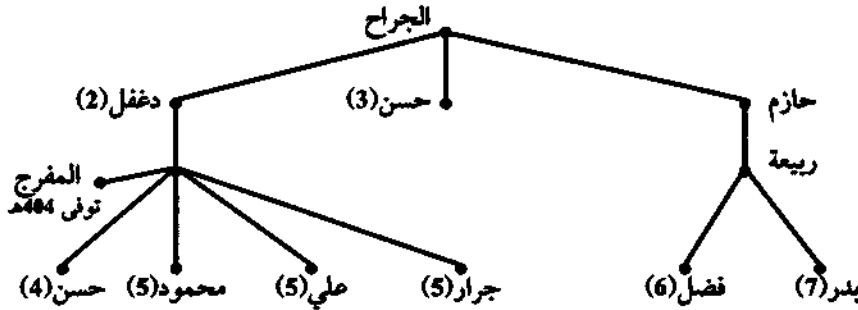 الجراح
حازم
حسن(3)
دغفل(2)
ربيعة
المفرج
توفى 404هـ
بدر(7)
فضل(6)
جرار(5)
علي(5)
محمود(5)
حسن(4)